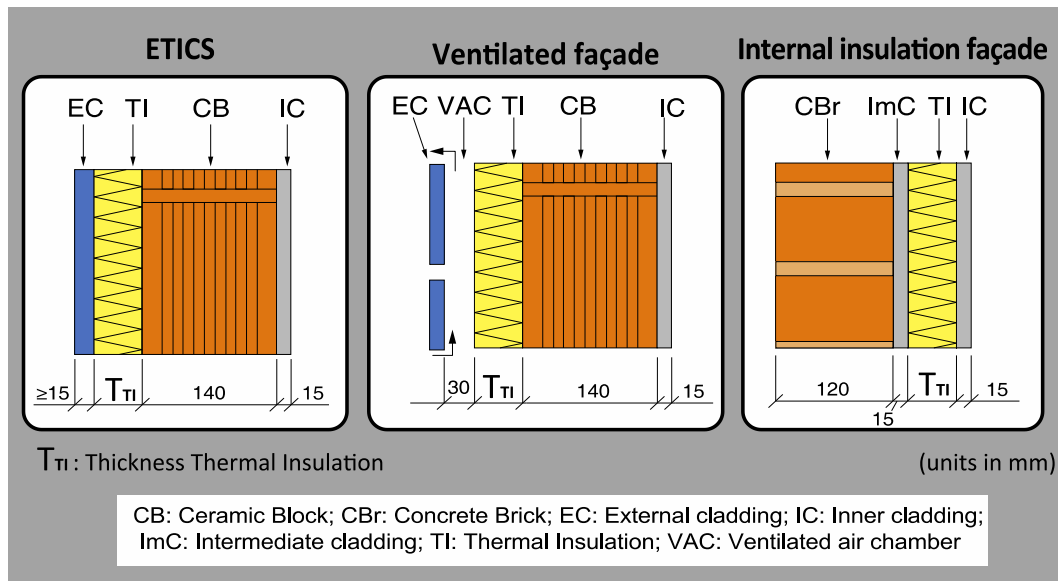 ETICS
Ventilated façade
Internal insulation façade
EC TI CB IC
EC VAC TI CB IC
CBr ImC TI IC
≥15 TTI 140 15
30 TTI 140 15
120 15 TTI 15
TTI : Thickness Thermal Insulation
(units in mm)
CB: Ceramic Block; CBr: Concrete Brick; EC: External cladding; IC: Inner cladding;
ImC: Intermediate cladding; TI: Thermal Insulation; VAC: Ventilated air chamber